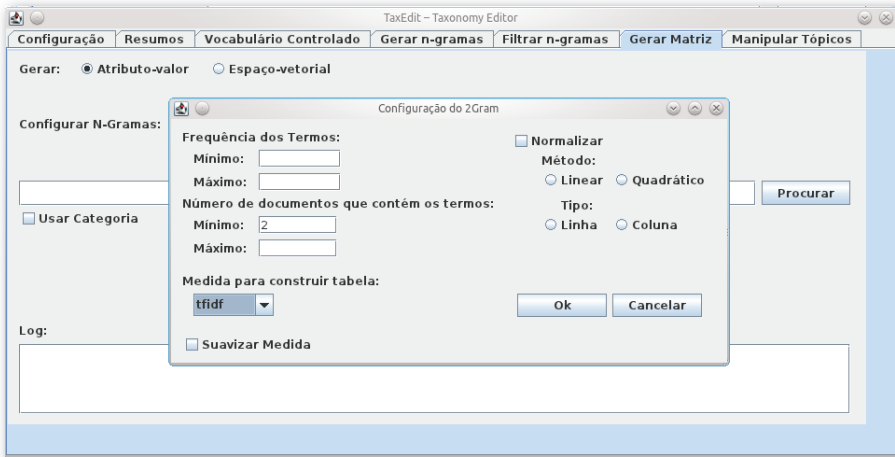 TaxEdit – Taxonomy Editor
Configuração Resumos Vocabulário Controlado Gerar n-gramas Filtrar n-gramas Gerar Matriz Manipular Tópicos
Gerar: Atributo-valor Espaço-vetorial
Configurar N-Gramas:
Procurar
Usar Categoria
Log:
Configuração do 2Gram
Frequência dos Termos:
Mínimo:
Máximo:
Número de documentos que contém os termos:
Mínimo: 2
Máximo:
Medida para construir tabela:
tfidf
Suavizar Medida
Normalizar
Método:
Linear Quadrático
Tipo:
Linha Coluna
Ok Cancelar